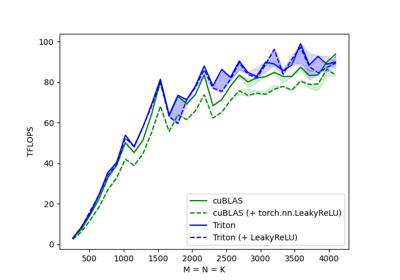 100
80
60
40
20
0
TFLOPS
cuBLAS
cuBLAS (+ torch.nn.LeakyReLU)
Triton
Triton (+ LeakyReLU)
500 1000 1500 2000 2500 3000 3500 4000
M = N = K